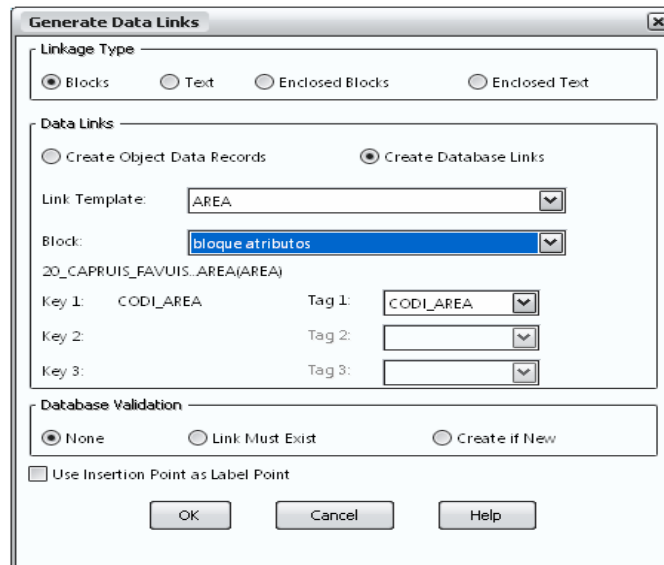 Generate Data Links
Linkage Type
Blocks Text Enclosed Blocks Enclosed Text
Data Links
Create Object Data Records Create Database Links
Link Template: AREA
Block: bloque atributos
20_CAPRUIS_FAVUIS..AREA(AREA)
Key 1: CODI_AREA Tag 1: CODI_AREA
Key 2: Tag 2:
Key 3: Tag 3:
Database Validation
None Link Must Exist Create if New
Use Insertion Point as Label Point
OK Cancel Help